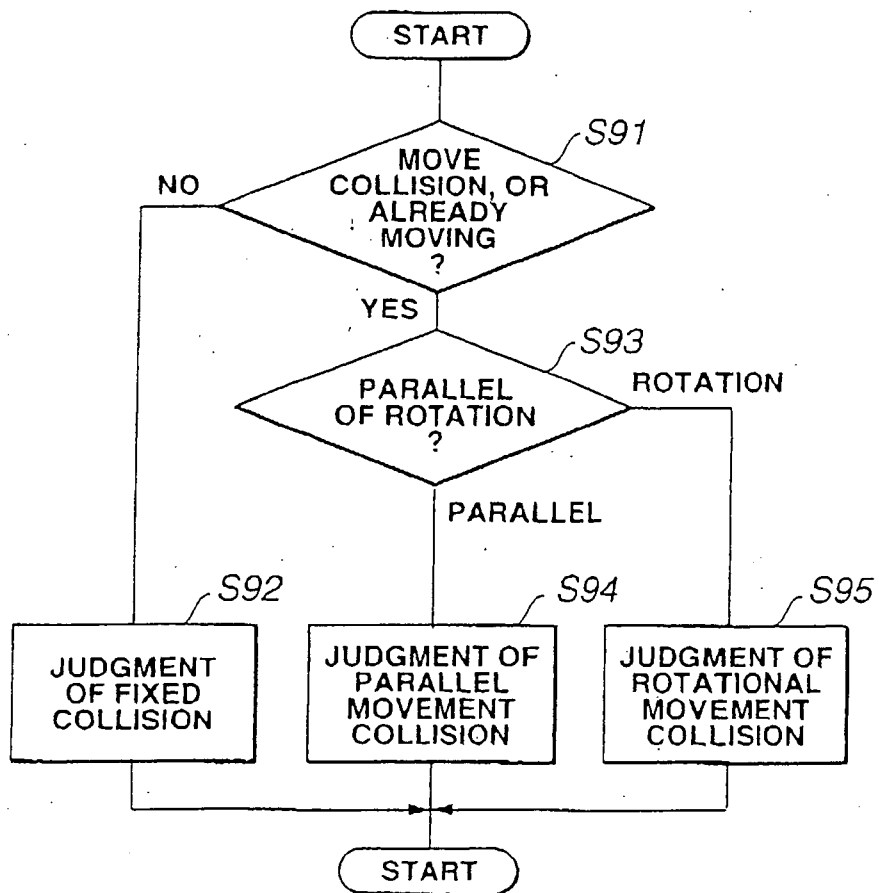 START
S91
MOVE
COLLISION, OR
ALREADY
MOVING
?
NO
YES
S93
PARALLEL
OF ROTATION
?
ROTATION
PARALLEL
S92
JUDGMENT
OF FIXED
COLLISION
S94
JUDGMENT OF
PARALLEL
MOVEMENT
COLLISION
S95
JUDGMENT OF
ROTATIONAL
MOVEMENT
COLLISION
START